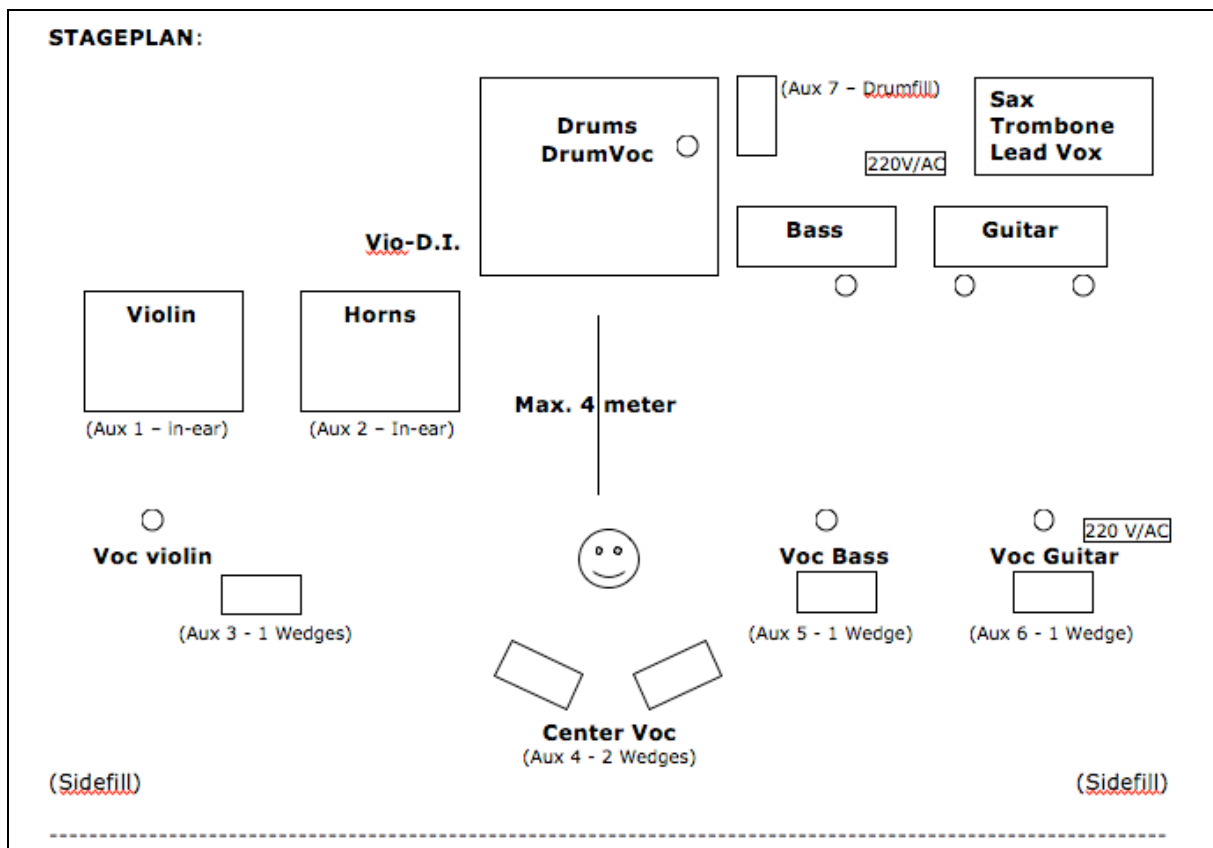 STAGEPLAN:
(Aux 7 – Drumfill)
Sax
Trombone
Lead Vox
Drums
DrumVoc
220V/AC
Bass
Guitar
Vio-D.I.
Violin
Horns
Max. 4 meter
(Aux 1 – in-ear)
(Aux 2 – In-ear)
220 V/AC
Voc violin
Voc Bass
Voc Guitar
(Aux 3 - 1 Wedges)
(Aux 5 - 1 Wedge)
(Aux 6 - 1 Wedge)
Center Voc
(Aux 4 - 2 Wedges)
(Sidefill)
(Sidefill)